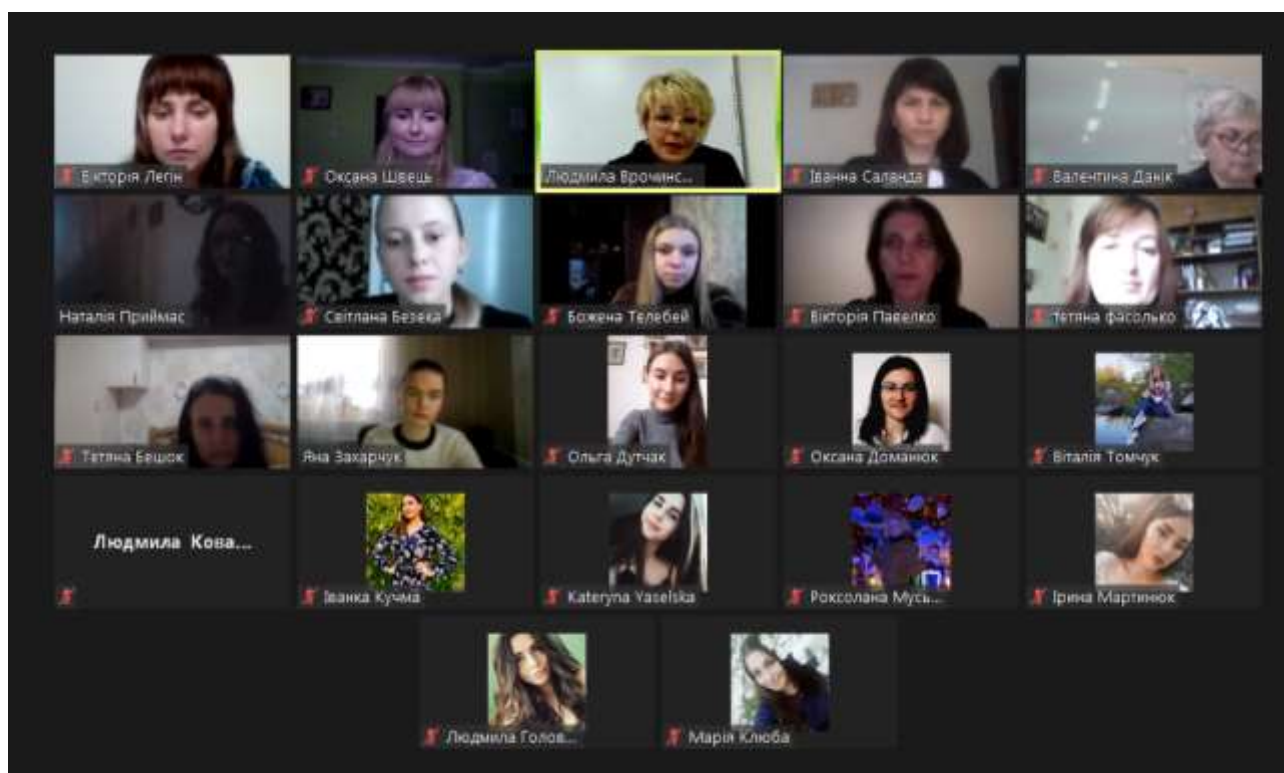 Вікторія Легін
Оксана Швець
Людмила Врочинс...
Іванна Саланда
Валентина Данік
Наталія Приймас
Світлана Безека
Божена Телебей
Вікторія Павелко
тетяна фасолько
Тетяна Бешок
Яна Захарчук
Ольга Дутчак
Оксана Доманюк
Віталія Томчук
Людмила Кова...
Іванка Кучма
Kateryna Yaselska
Роксолана Мусь...
Ірина Мартинюк
Людмила Голов...
Марія Клюба